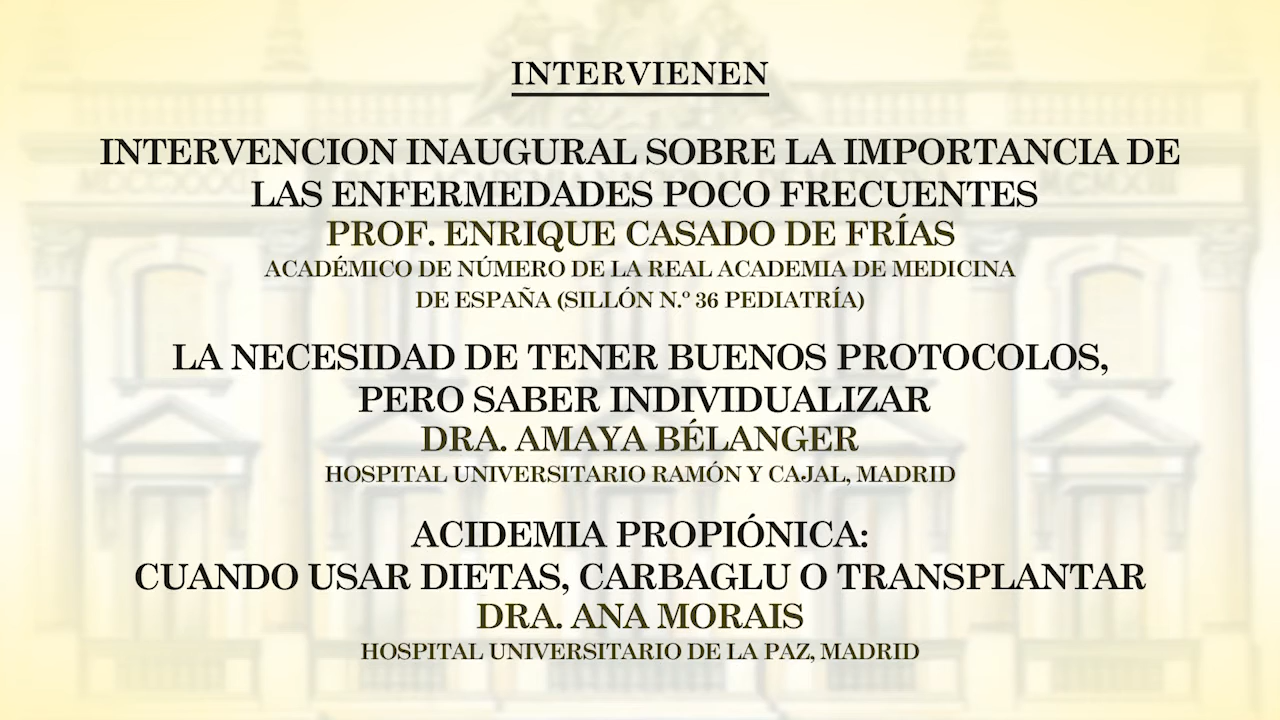 INTERVIENEN
INTERVENCION INAUGURAL SOBRE LA IMPORTANCIA DE
LAS ENFERMEDADES POCO FRECUENTES
PROF. ENRIQUE CASADO DE FRÍAS
ACADÉMICO DE NÚMERO DE LA REAL ACADEMIA DE MEDICINA
DE ESPAÑA (SILLÓN N.º 36 PEDIATRÍA)
LA NECESIDAD DE TENER BUENOS PROTOCOLOS,
PERO SABER INDIVIDUALIZAR
DRA. AMAYA BÉLANGER
HOSPITAL UNIVERSITARIO RAMÓN Y CAJAL, MADRID
ACIDEMIA PROPIÓNICA:
CUANDO USAR DIETAS, CARBAGLU O TRANSPLANTAR
DRA. ANA MORAIS
HOSPITAL UNIVERSITARIO DE LA PAZ, MADRID